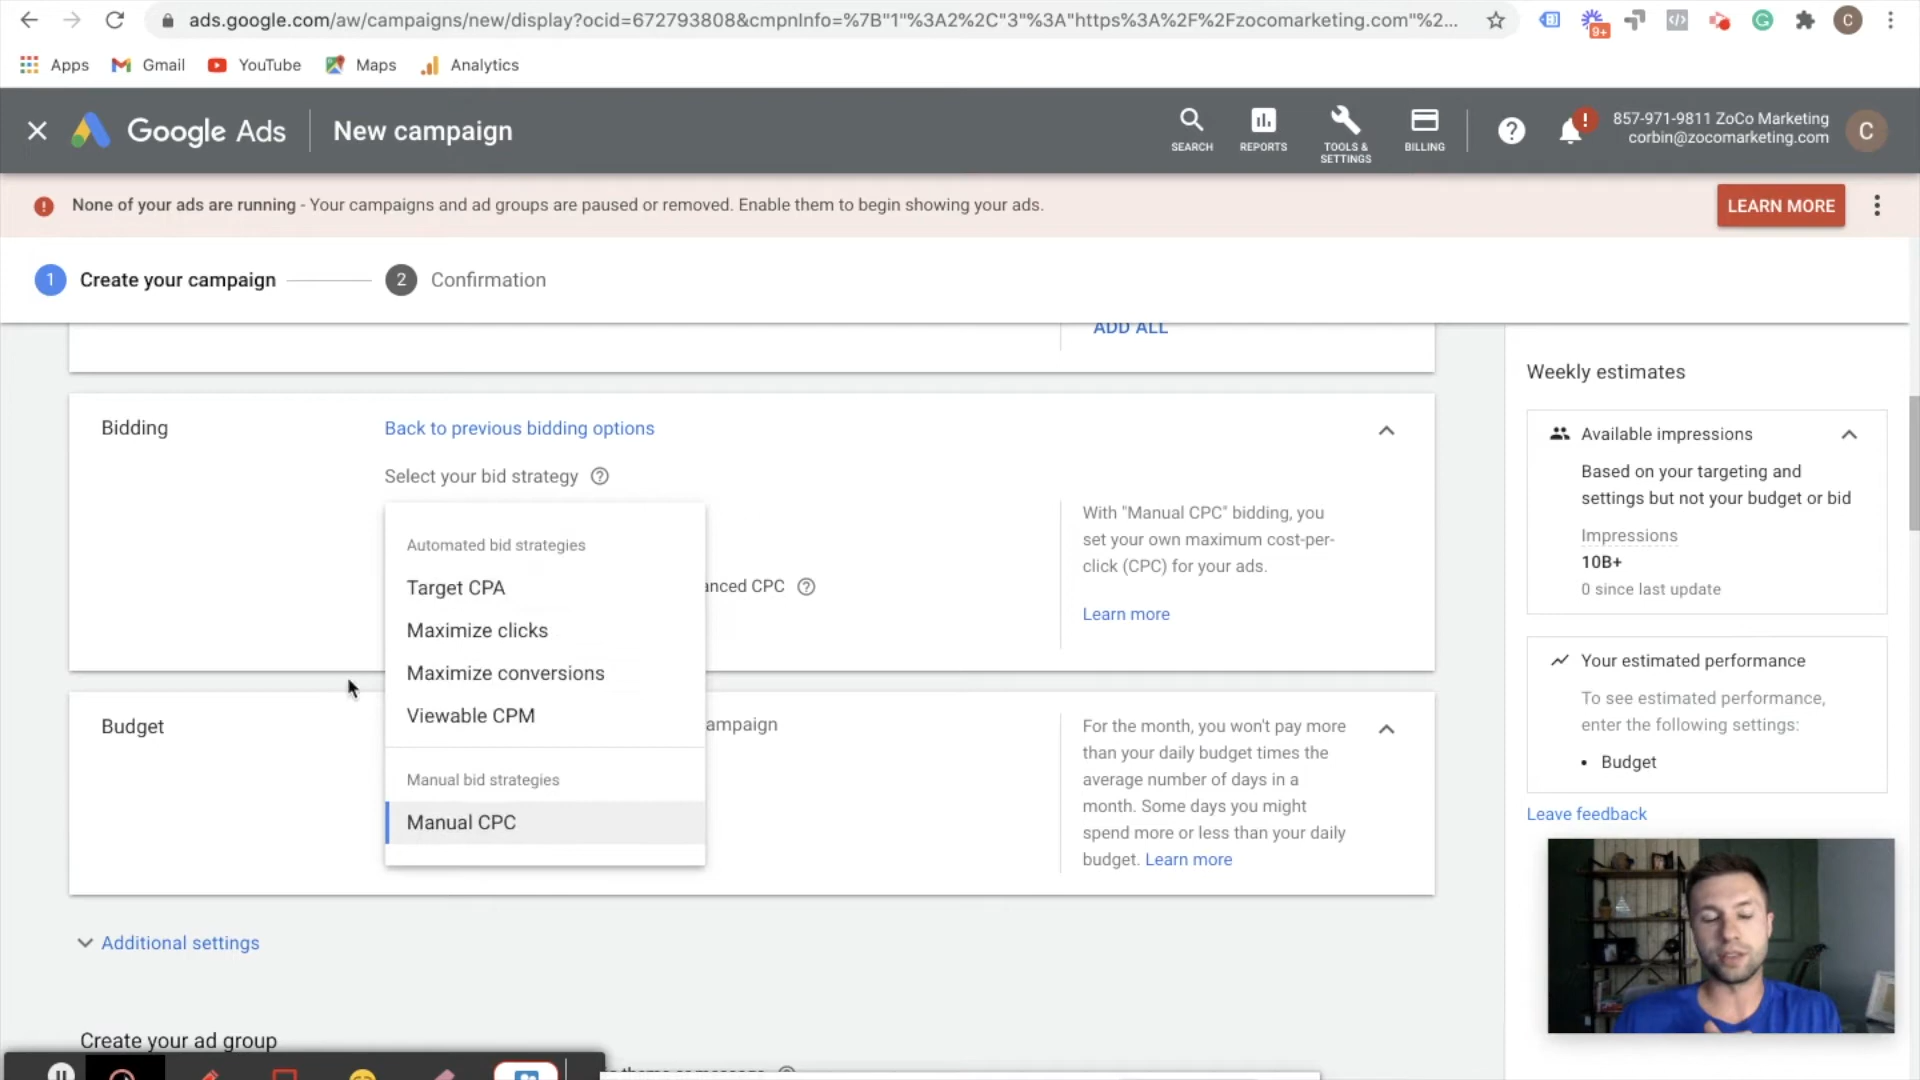 ads.google.com/aw/campaigns/new/display?ocid=672793808&cmpnInfo=%7B"1"%3A2%2C"3"%3A"https%3A%2F%2Fzocomarketing.com"%2...
9+
C
Apps
Gmail
YouTube
Maps
Analytics
Google Ads
New campaign
SEARCH
REPORTS
TOOLS &
SETTINGS
BILLING
857-971-9811 ZoCo Marketing
corbin@zocomarketing.com
C
None of your ads are running - Your campaigns and ad groups are paused or removed. Enable them to begin showing your ads.
LEARN MORE
1 Create your campaign
2 Confirmation
ADD ALL
Bidding
Back to previous bidding options
Select your bid strategy
Automated bid strategies
Target CPA
Maximize clicks
Maximize conversions
Viewable CPM
Manual bid strategies
Manual CPC
anced CPC
With "Manual CPC" bidding, you
set your own maximum cost-per-
click (CPC) for your ads.
Learn more
Budget
ampaign
For the month, you won't pay more
than your daily budget times the
average number of days in a
month. Some days you might
spend more or less than your daily
budget. Learn more
Additional settings
Create your ad group
Weekly estimates
Available impressions
Based on your targeting and
settings but not your budget or bid
Impressions
10B+
0 since last update
Your estimated performance
To see estimated performance,
enter the following settings:
• Budget
Leave feedback